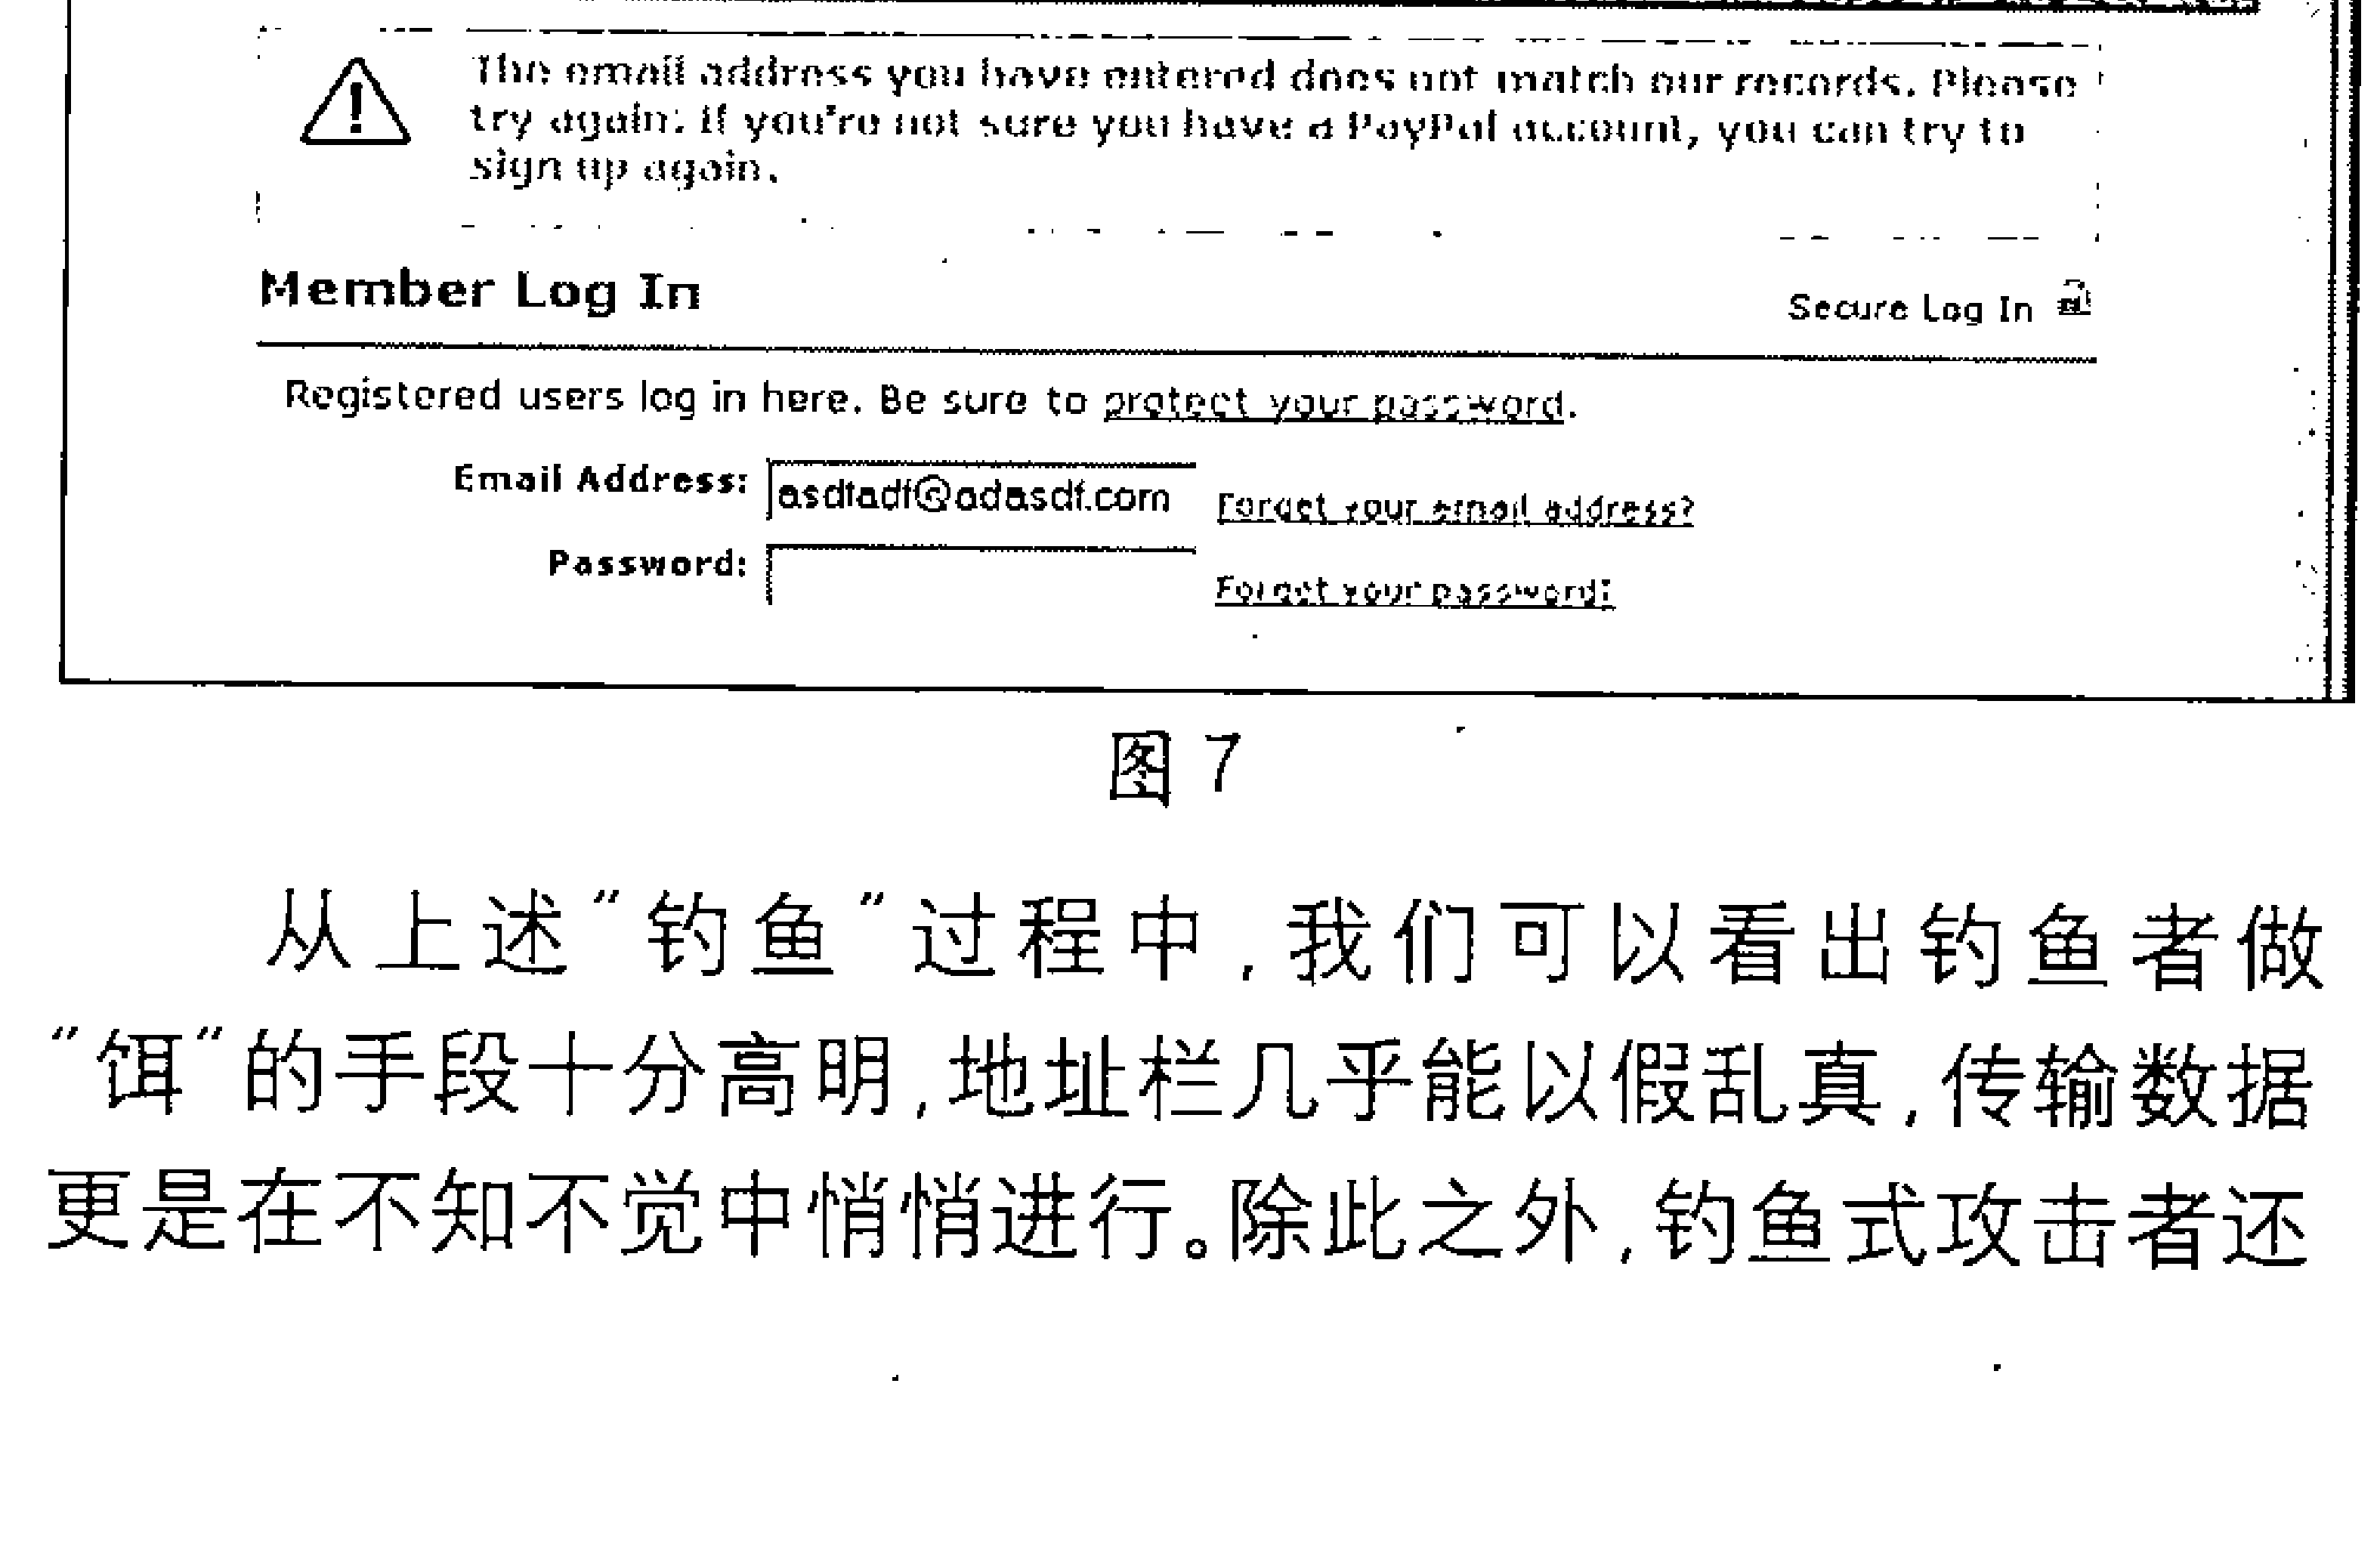 The email address you have entered does not match our records. Please
try again. If you're not sure you have a PayPal account, you can try to
sign up again.
Member Log In
Secure Log In
Registered users log in here. Be sure to protect your password.
Email Address: asdfadf@adasdf.com Forget your email address?
Password: Forget your password?
图 7
从上述“钓鱼”过程中,我们可以看出钓鱼者做
“饵“的手段十分高明,地址栏几乎能以假乱真,传输数据
更是在不知不觉中悄悄进行。除此之外,钓鱼式攻击者还